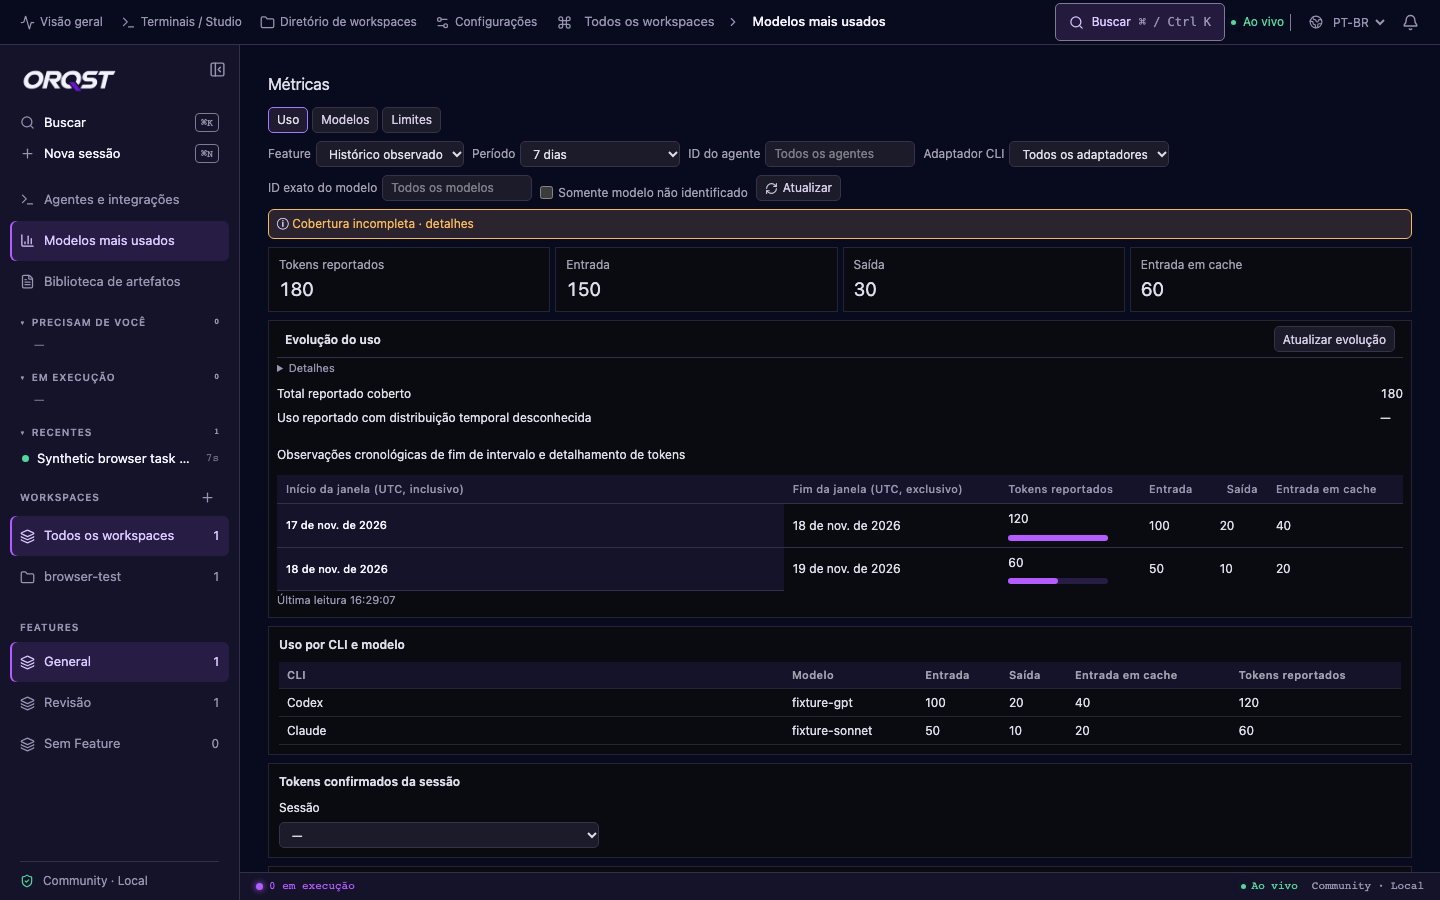 Visão geral
Terminais / Studio
Diretório de workspaces
Configurações
⌘ Todos os workspaces > Modelos mais usados
Buscar ⌘ / Ctrl K
Ao vivo
PT-BR
ORQST
Buscar ⌘K
Nova sessão ⌘N
Agentes e integrações
Modelos mais usados
Biblioteca de artefatos
PRECISAM DE VOCÊ 0
—
EM EXECUÇÃO 0
—
RECENTES 1
Synthetic browser task ... 7s
WORKSPACES +
Todos os workspaces 1
browser-test 1
FEATURES
General 1
Revisão 1
Sem Feature 0
Community · Local
Métricas
Uso Modelos Limites
Feature Histórico observado Período 7 dias ID do agente Todos os agentes Adaptador CLI Todos os adaptadores
ID exato do modelo Todos os modelos Somente modelo não identificado Atualizar
Cobertura incompleta · detalhes
Tokens reportados Entrada Saída Entrada em cache
180 150 30 60
Evolução do uso Atualizar evolução
Detalhes
Total reportado coberto 180
Uso reportado com distribuição temporal desconhecida —
Observações cronológicas de fim de intervalo e detalhamento de tokens
Início da janela (UTC, inclusivo) Fim da janela (UTC, exclusivo) Tokens reportados Entrada Saída Entrada em cache
17 de nov. de 2026 18 de nov. de 2026 120 100 20 40
18 de nov. de 2026 19 de nov. de 2026 60 50 10 20
Última leitura 16:29:07
Uso por CLI e modelo
CLI Modelo Entrada Saída Entrada em cache Tokens reportados
Codex fixture-gpt 100 20 40 120
Claude fixture-sonnet 50 10 20 60
Tokens confirmados da sessão
Sessão
—
0 em execução
Ao vivo Community · Local